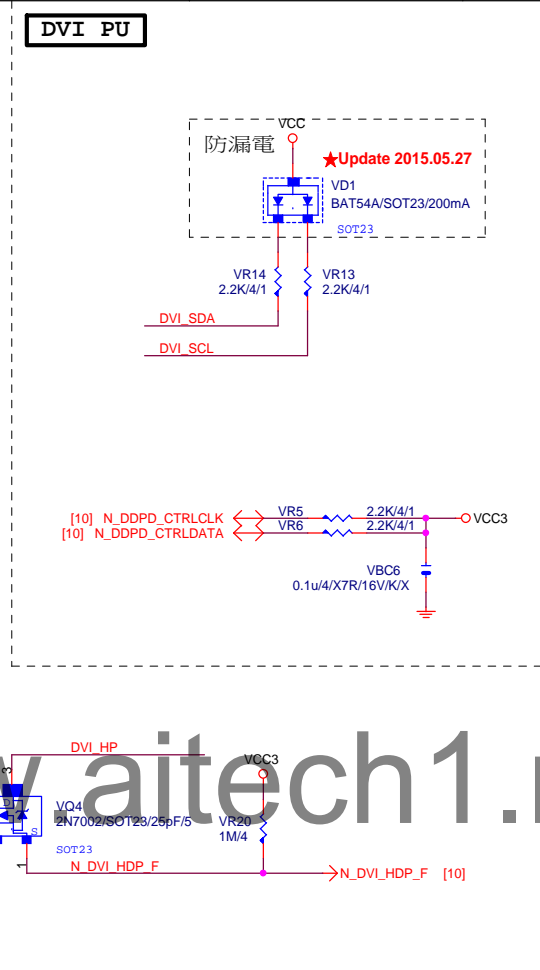 DVI PU
VCC
防漏電
★Update 2015.05.27
VD1
BAT54A/SOT23/200mA
SOT23
VR14
2.2K/4/1
VR13
2.2K/4/1
DVI_SDA
DVI_SCL
[10] N_DDPD_CTRLCLK
VR5
2.2K/4/1
VCC3
[10] N_DDPD_CTRLDATA
VR6
2.2K/4/1
VBC6
0.1u/4/X7R/16V/K/X
DVI_HP
VCC3
3
w.aitech1.
D
VQ4
2N7002/SOT23/25pF/5
VR20
1M/4
S
SOT23
1
N_DVI_HDP_F
N_DVI_HDP_F [10]